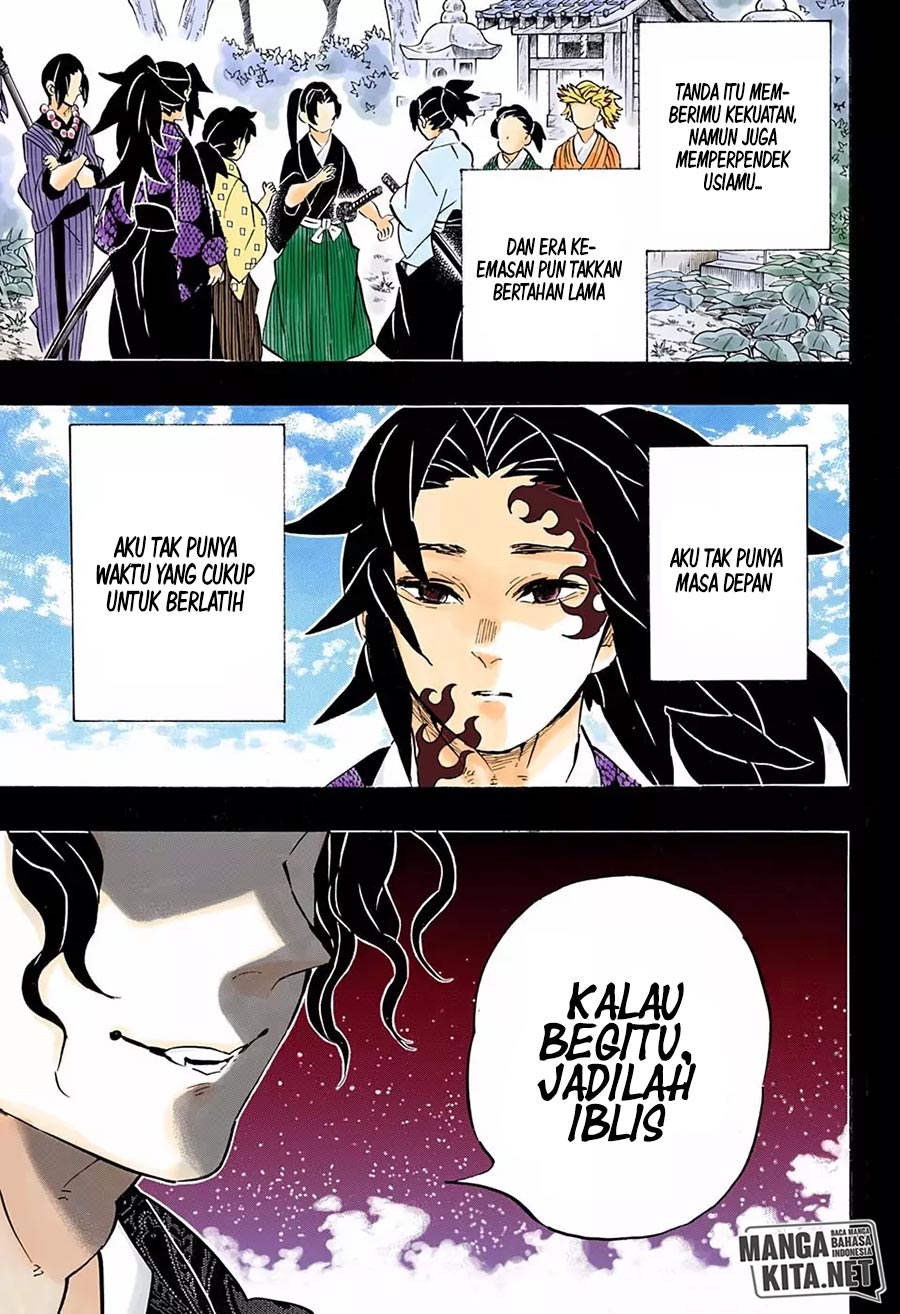 TANDA ITU MEM-
BERIMU KEKUATAN,
NAMUN JUGA
MEMPERPENDEK
USIAMU...
DAN ERA KE-
EMASAN PUN TAKKAN
BERTAHAN LAMA
AKU TAK PUNYA
MASA DEPAN
AKU TAK PUNYA
WAKTU YANG CUKUP
UNTUK BERLATIH
KALAU
BEGITU,
JADILAH
IBLIS
MANGA
KITA.NET
BACA MANGA
BAHASA
INDONESIA